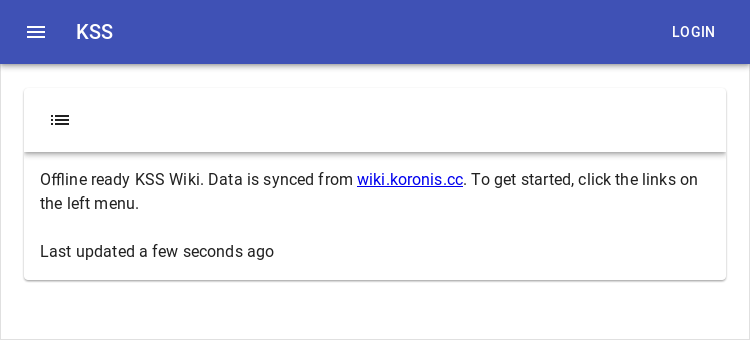 KSS
LOGIN
Offline ready KSS Wiki. Data is synced from wiki.koronis.cc. To get started, click the links on
the left menu.
Last updated a few seconds ago